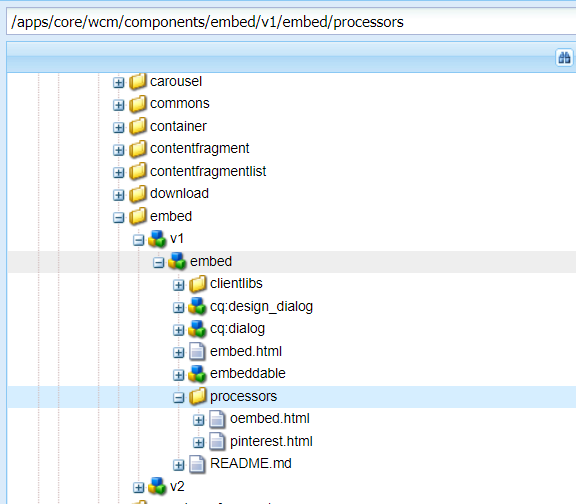 /apps/core/wcm/components/embed/v1/embed/processors
carousel
commons
container
contentfragment
contentfragmentlist
download
embed
v1
embed
clientlibs
cq:design_dialog
cq:dialog
embed.html
embeddable
processors
oembed.html
pinterest.html
README.md
v2